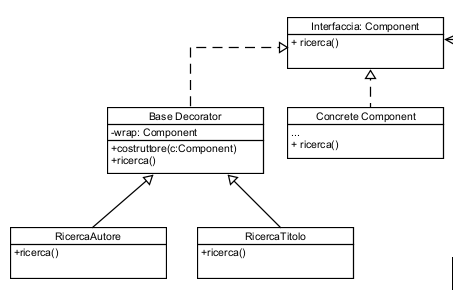 Interfaccia: Component
+ ricerca()
Base Decorator
-wrap: Component
+costruttore(c:Component)
+ricerca()
Concrete Component
...
+ ricerca()
RicercaAutore
+ricerca()
RicercaTitolo
+ricerca()